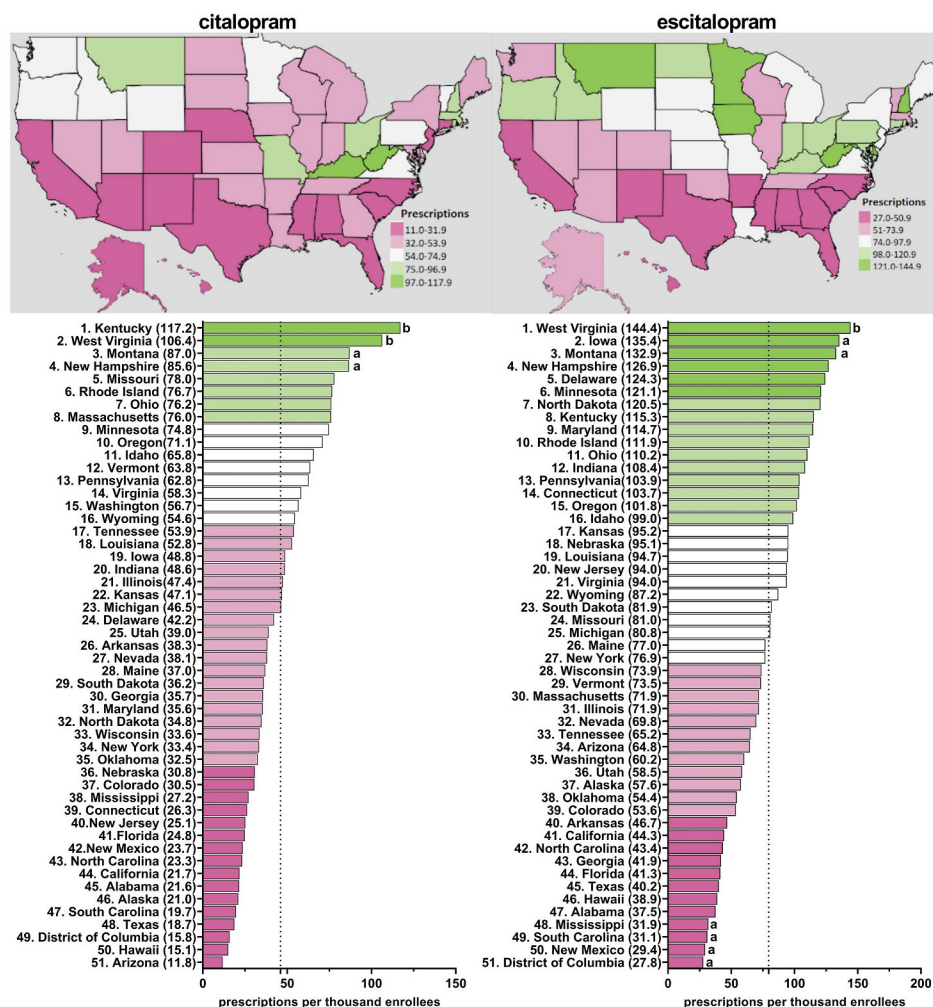 citalopram
Prescriptions
11.0-31.9
32.0-53.9
54.0-74.9
75.0-96.9
97.0-117.9
1. Kentucky (117.2)
b
2. West Virginia (106.4)
b
3. Montana (87.0)
a
4. New Hampshire (85.6)
a
5. Missouri (78.0)
6. Rhode Island (76.7)
7. Ohio (76.2)
8. Massachusetts (76.0)
9. Minnesota (74.8)
10. Oregon(71.1)
11. Idaho (65.8)
12. Vermont (63.8)
13. Pennsylvania (62.8)
14. Virginia (58.3)
15. Washington (56.7)
16. Wyoming (54.6)
17. Tennessee (53.9)
18. Louisiana (52.8)
19. Iowa (48.8)
20. Indiana (48.6)
21. Illinois(47.4)
22. Kansas (47.1)
23. Michigan (46.5)
24. Delaware (42.2)
25. Utah (39.0)
26. Arkansas (38.3)
27. Nevada (38.1)
28. Maine (37.0)
29. South Dakota (36.2)
30. Georgia (35.7)
31. Maryland (35.6)
32. North Dakota (34.8)
33. Wisconsin (33.6)
34. New York (33.4)
35. Oklahoma (32.5)
36. Nebraska (30.8)
37. Colorado (30.5)
38. Mississippi (27.2)
39. Connecticut (26.3)
40.New Jersey (25.1)
41.Florida (24.8)
42.New Mexico (23.7)
43. North Carolina (23.3)
44. California (21.7)
45. Alabama (21.6)
46. Alaska (21.0)
47. South Carolina (19.7)
48. Texas (18.7)
49. District of Columbia (15.8)
50. Hawaii (15.1)
51. Arizona (11.8)
0 50 100 150
prescriptions per thousand enrollees
escitalopram
Prescriptions
27.0-50.9
51-73.9
74.0-97.9
98.0-120.9
121.0-144.9
1. West Virginia (144.4)
b
2. Iowa (135.4)
a
3. Montana (132.9)
a
4. New Hampshire (126.9)
5. Delaware (124.3)
6. Minnesota (121.1)
7. North Dakota (120.5)
8. Kentucky (115.3)
9. Maryland (114.7)
10. Rhode Island (111.9)
11. Ohio (110.2)
12. Indiana (108.4)
13. Pennsylvania(103.9)
14. Connecticut (103.7)
15. Oregon (101.8)
16. Idaho (99.0)
17. Kansas (95.2)
18. Nebraska (95.1)
19. Louisiana (94.7)
20. New Jersey (94.0)
21. Virginia (94.0)
22. Wyoming (87.2)
23. South Dakota (81.9)
24. Missouri (81.0)
25. Michigan (80.8)
26. Maine (77.0)
27. New York (76.9)
28. Wisconsin (73.9)
29. Vermont (73.5)
30. Massachusetts (71.9)
31. Illinois (71.9)
32. Nevada (69.8)
33. Tennessee (65.2)
34. Arizona (64.8)
35. Washington (60.2)
36. Utah (58.5)
37. Alaska (57.6)
38. Oklahoma (54.4)
39. Colorado (53.6)
40. Arkansas (46.7)
41. California (44.3)
42. North Carolina (43.4)
43. Georgia (41.9)
44. Florida (41.3)
45. Texas (40.2)
46. Hawaii (38.9)
47. Alabama (37.5)
48. Mississippi (31.9)
a
49. South Carolina (31.1)
a
50. New Mexico (29.4)
a
51. District of Columbia (27.8)
a
0 50 100 150 200
prescriptions per thousand enrollees